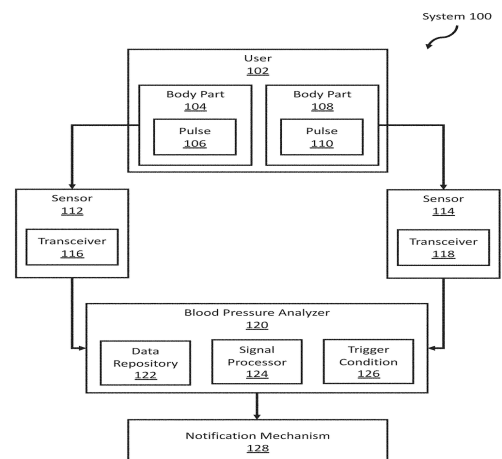 System 100
User
102
Body Part
104
Body Part
108
Pulse
106
Pulse
110
Sensor
112
Sensor
114
Transceiver
116
Transceiver
118
Blood Pressure Analyzer
120
Data
Repository
122
Signal
Processor
124
Trigger
Condition
126
Notification Mechanism
128